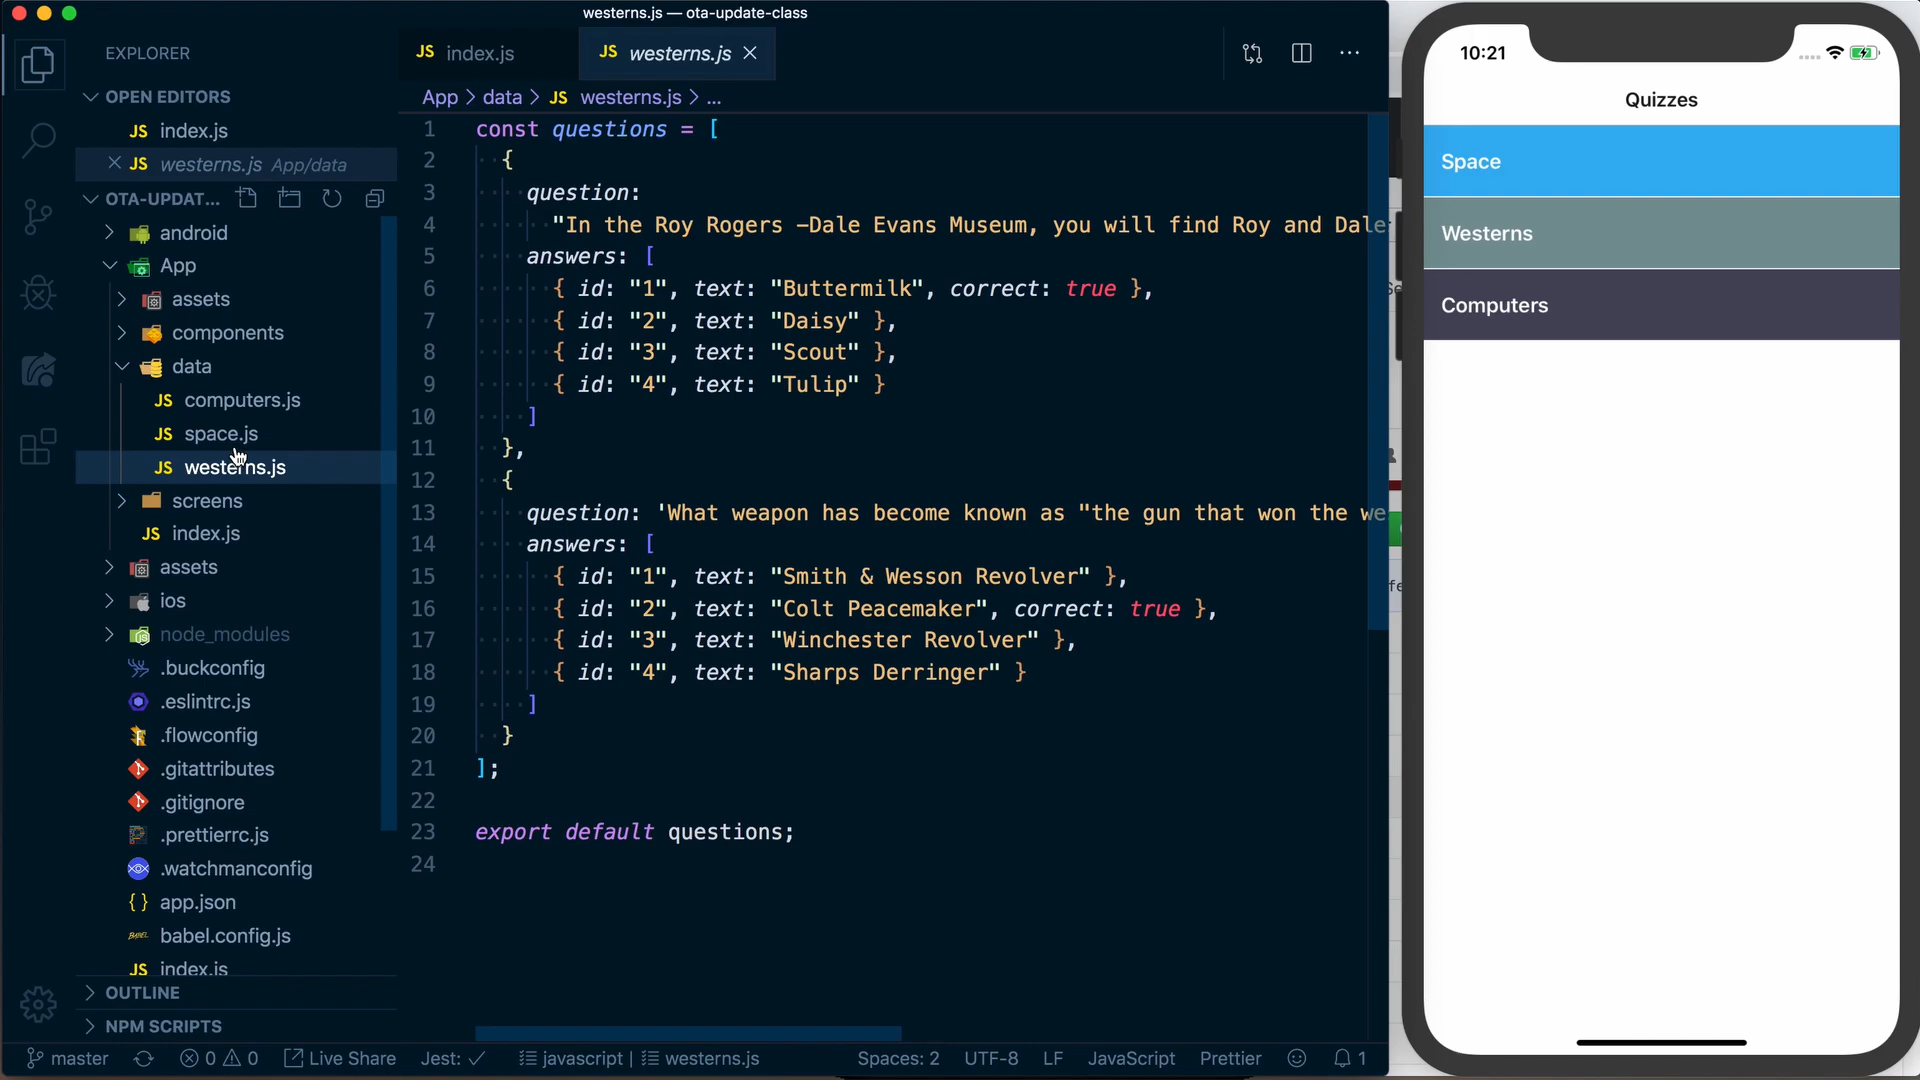 westerns.js — ota-update-class
EXPLORER
OPEN EDITORS
JS index.js
JS westerns.js App/data
OTA-UPDAT...
android
App
assets
components
data
JS computers.js
JS space.js
JS westerns.js
screens
JS index.js
assets
ios
node_modules
.buckconfig
.eslintrc.js
.flowconfig
.gitattributes
.gitignore
.prettierrc.js
.watchmanconfig
{ } app.json
BABEL babel.config.js
JS index.js
OUTLINE
NPM SCRIPTS
JS index.js
JS westerns.js
App > data > JS westerns.js > ...
1 const questions = [
2 {
3 question:
4 "In the Roy Rogers –Dale Evans Museum, you will find Roy and Dale
5 answers: [
6 { id: "1", text: "Buttermilk", correct: true },
7 { id: "2", text: "Daisy" },
8 { id: "3", text: "Scout" },
9 { id: "4", text: "Tulip" }
10 ]
11 },
12 {
13 question: 'What weapon has become known as "the gun that won the we
14 answers: [
15 { id: "1", text: "Smith & Wesson Revolver" },
16 { id: "2", text: "Colt Peacemaker", correct: true },
17 { id: "3", text: "Winchester Revolver" },
18 { id: "4", text: "Sharps Derringer" }
19 ]
20 }
21 ];
22
23 export default questions;
24
master 0 0 Live Share Jest: ✓ javascript | westerns.js Spaces: 2 UTF-8 LF JavaScript Prettier 1
10:21
Quizzes
Space
Westerns
Computers